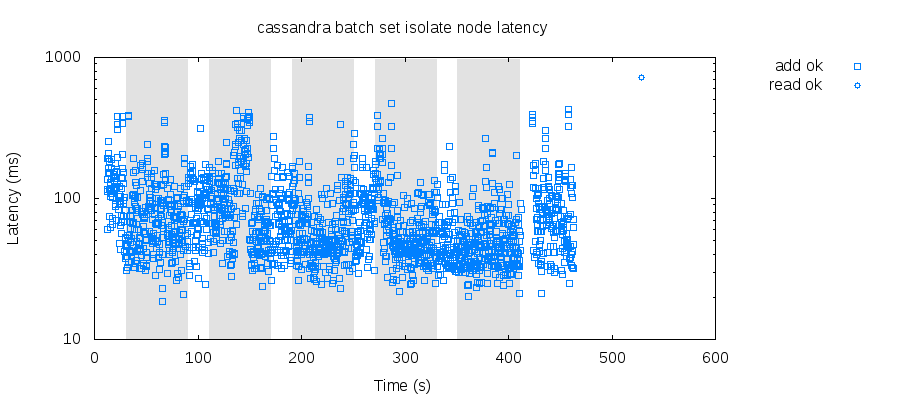 cassandra batch set isolate node latency
add ok
read ok
Latency (ms)
1000
100
10
0 100 200 300 400 500 600
Time (s)